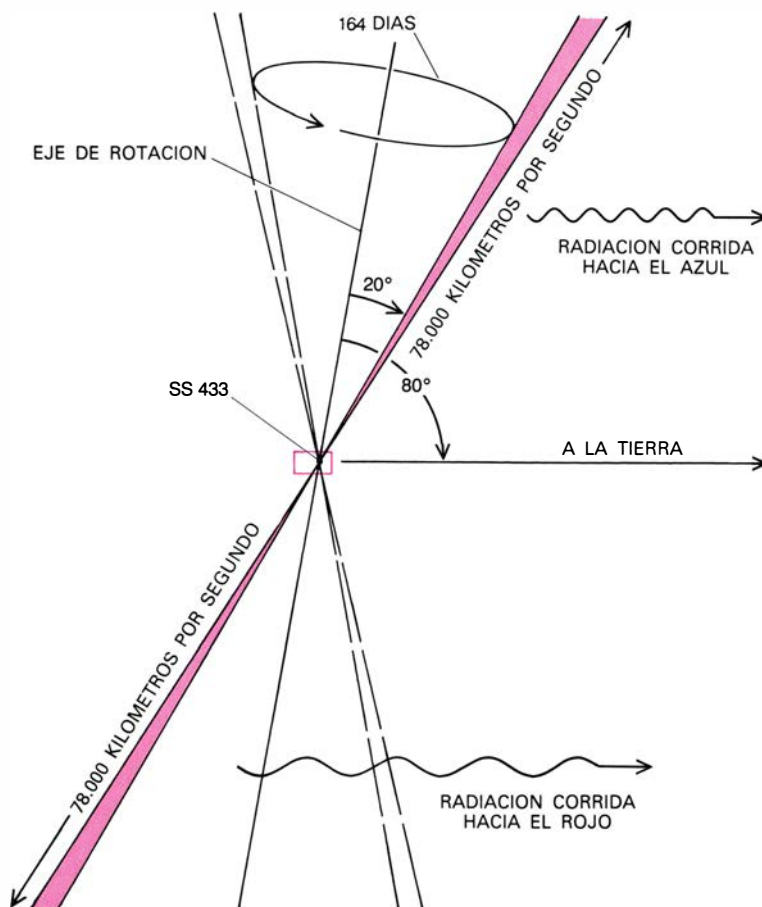 164 DIAS
EJE DE ROTACION
78.000 KILOMETROS POR SEGUNDO
RADIACION CORRIDA
HACIA EL AZUL
20°
80°
SS 433
A LA TIERRA
78.000 KILOMETROS POR SEGUNDO
RADIACION CORRIDA
HACIA EL ROJO